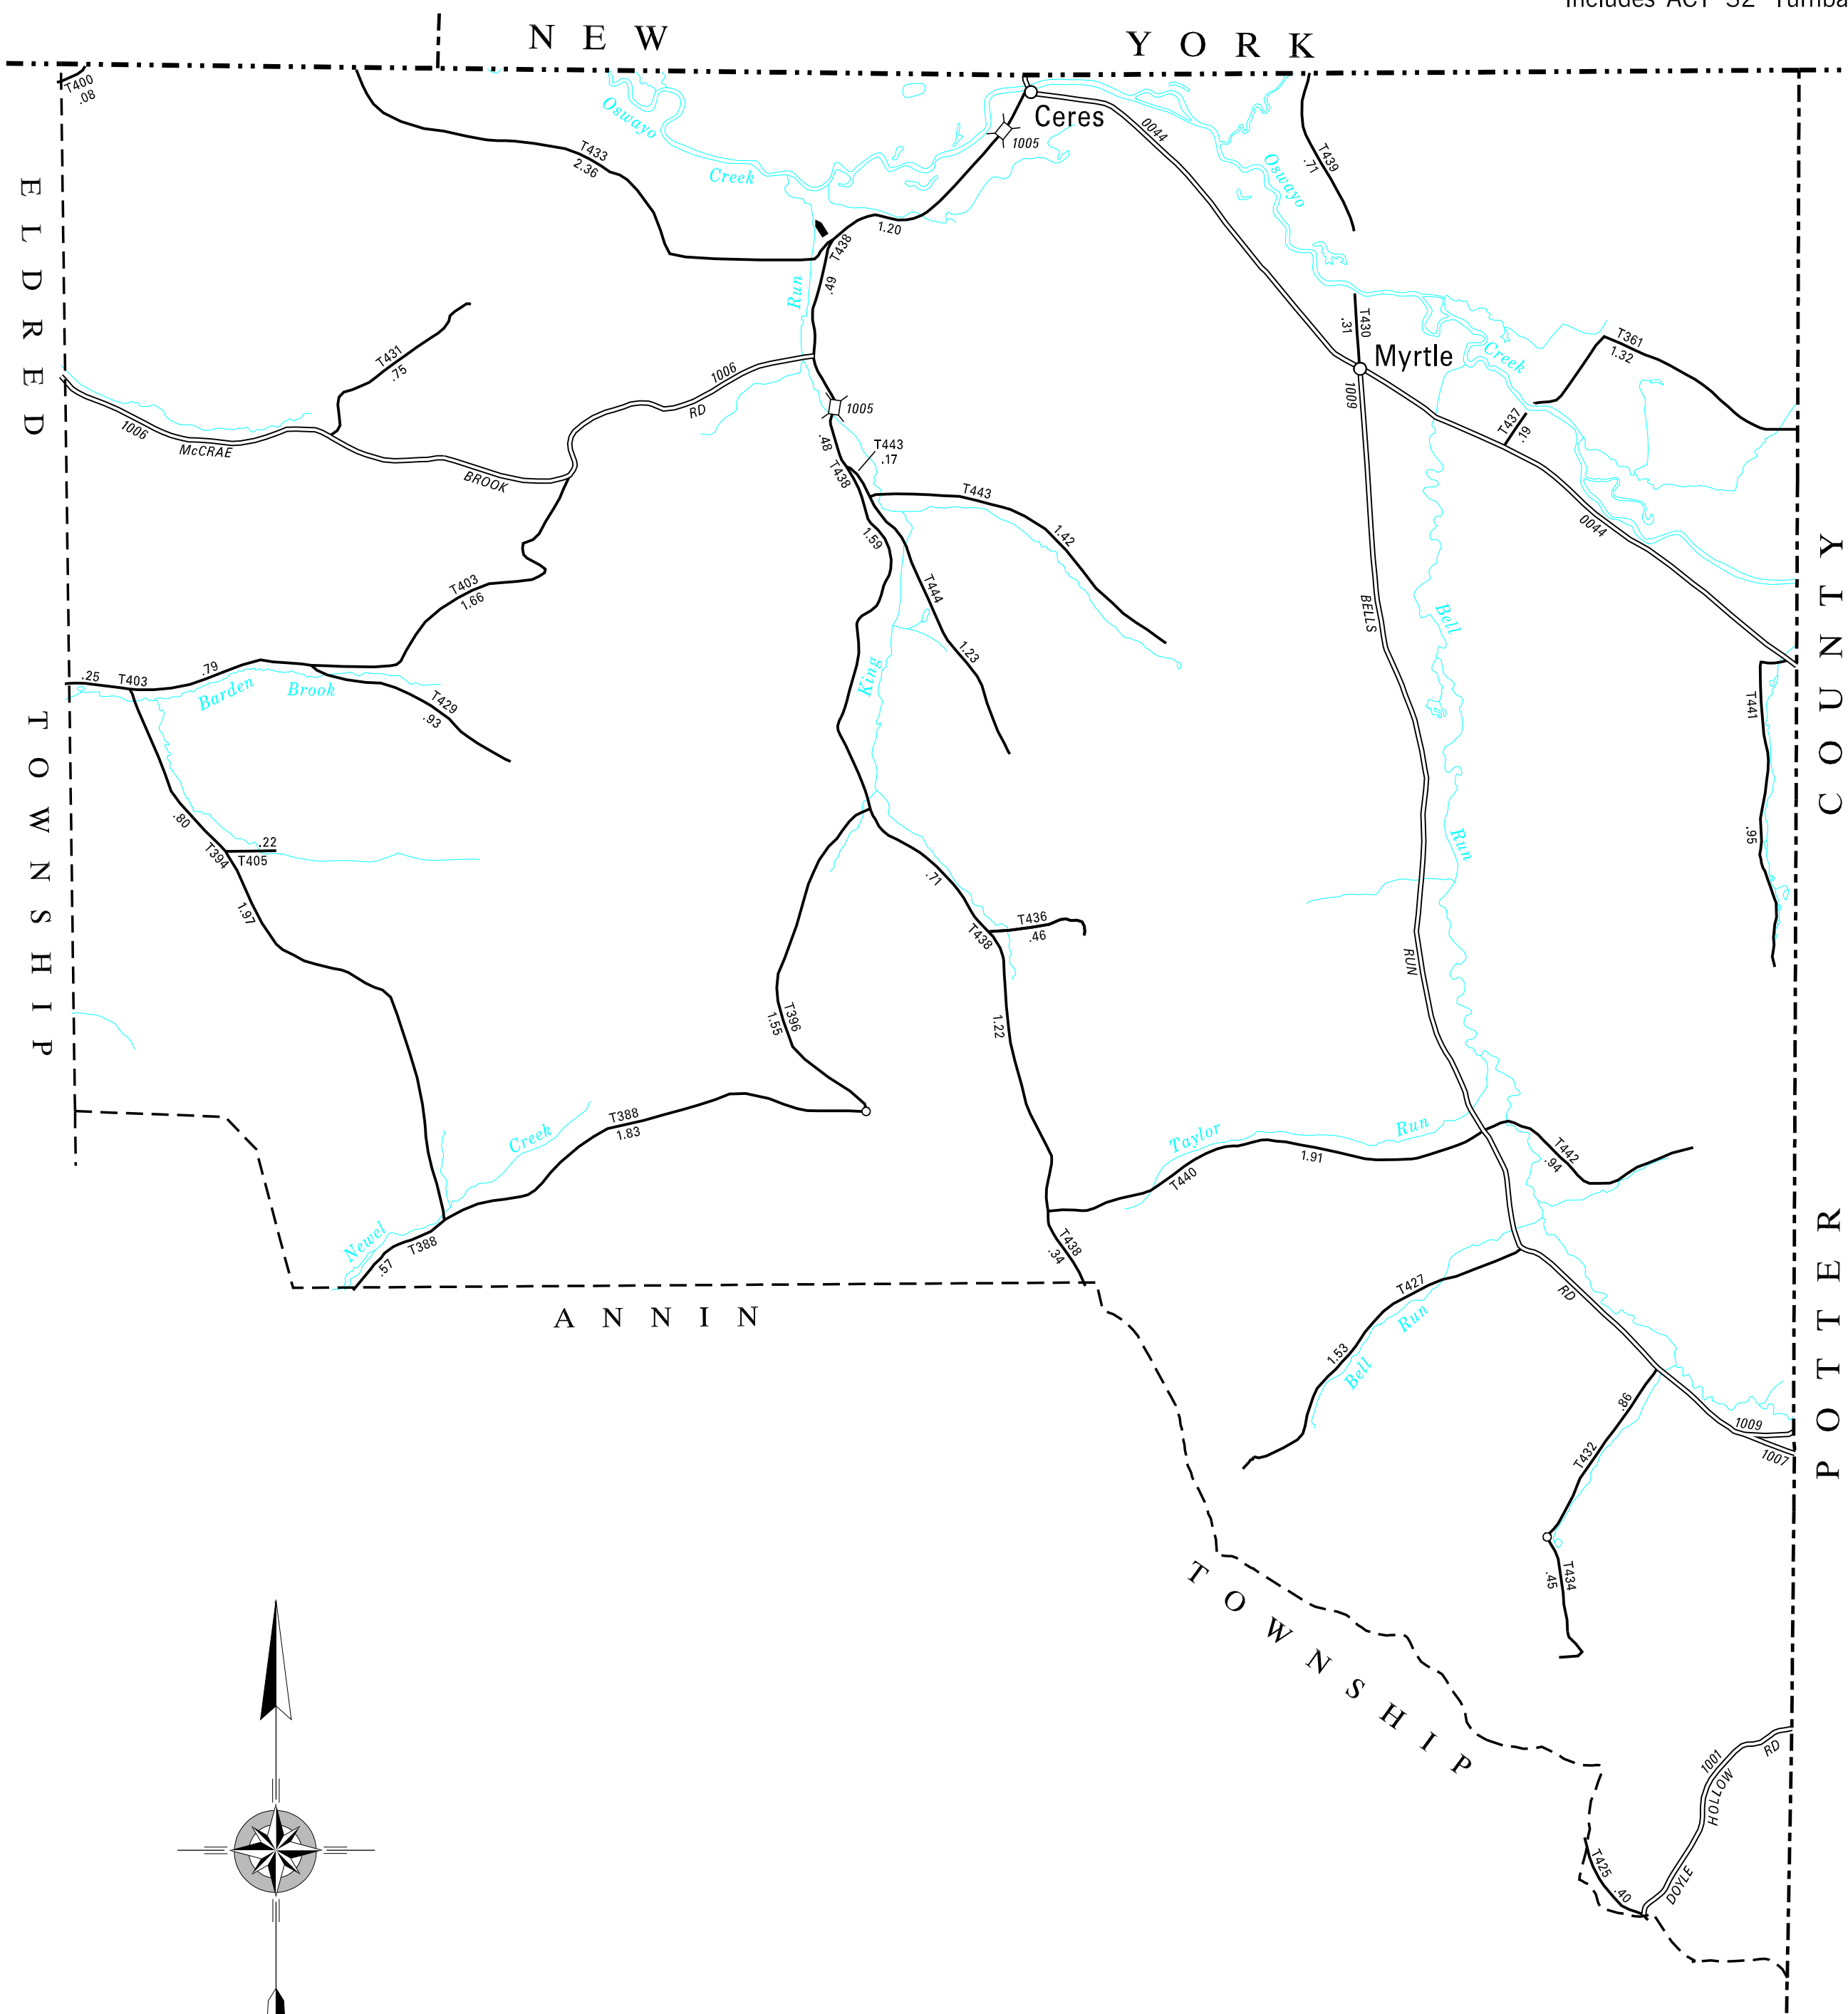 Includes ACT 32 Turnba
NEW YORK
T400
.08
T433
2.36
Oswayo
Creek
Ceres
1005
0044
Oswayo
T439
.71
1.20
T438
.49
Run
T430
.31
Myrtle
1009
Creek
T361
1.32
T437
.19
0044
ELDRED
TOWNSHIP
T431
.75
1006
McCRAE
BROOK
RD
1006
1005
.48
T438
T443
.17
T443
1.42
1.59
T444
1.23
T403
1.66
.25
T403
.79
Barden
Brook
T429
.93
King
BELLS
Bell
Run
RUN
COUNTY
POTTER
T441
.95
.80
T394
.22
T405
1.97
.71
T438
T436
.46
T396
1.55
1.22
T388
1.83
Creek
Newel
T388
.57
Taylor
Run
T440
1.91
T442
.94
T438
.34
ANNIN
TOWNSHIP
T427
Run
1.53
Bell
RD
.86
T432
1009
1007
T434
.45
1001
HOLLOW
RD
DOYLE
T425
.40